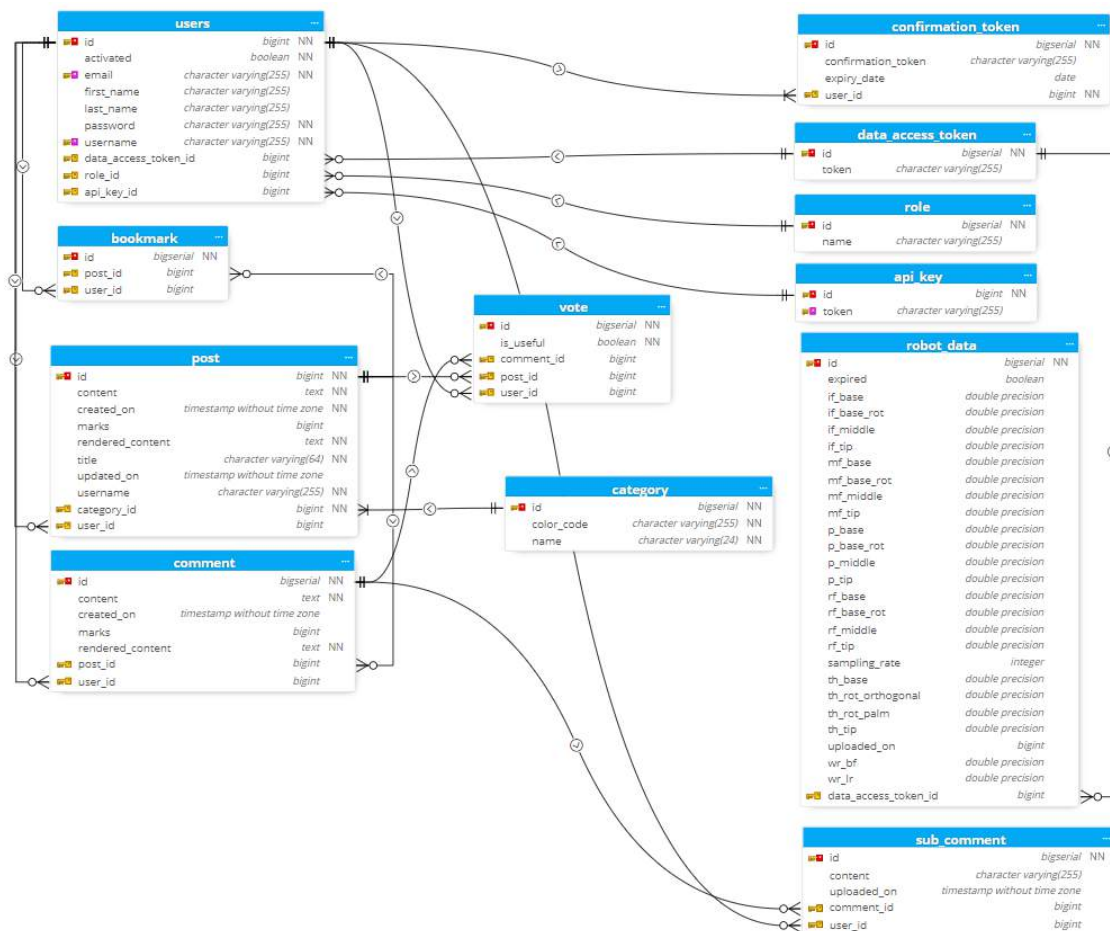 users ...
id bigint NN
activated boolean NN
email character varying(255) NN
first_name character varying(255)
last_name character varying(255)
password character varying(255) NN
username character varying(255) NN
data_access_token_id bigint
role_id bigint
api_key_id bigint
bookmark ...
id bigserial NN
post_id bigint
user_id bigint
post ...
id bigint NN
content text NN
created_on timestamp without time zone NN
marks bigint
rendered_content text NN
title character varying(64) NN
updated_on timestamp without time zone
username character varying(255) NN
category_id bigint NN
user_id bigint
comment ...
id bigserial NN
content text NN
created_on timestamp without time zone
marks bigint
rendered_content text NN
post_id bigint
user_id bigint
vote ...
id bigserial NN
is_useful boolean NN
comment_id bigint
post_id bigint
user_id bigint
category ...
id bigserial NN
color_code character varying(255) NN
name character varying(24) NN
confirmation_token ...
id bigserial NN
confirmation_token character varying(255)
expiry_date date
user_id bigint NN
data_access_token ...
id bigserial NN
token character varying(255)
role ...
id bigserial NN
name character varying(255)
api_key ...
id bigint NN
token character varying(255)
robot_data ...
id bigserial NN
expired boolean
if_base double precision
if_base_rot double precision
if_middle double precision
if_tip double precision
mf_base double precision
mf_base_rot double precision
mf_middle double precision
mf_tip double precision
p_base double precision
p_base_rot double precision
p_middle double precision
p_tip double precision
rf_base double precision
rf_base_rot double precision
rf_middle double precision
rf_tip double precision
sampling_rate integer
th_base double precision
th_rot_orthogonal double precision
th_rot_palm double precision
th_tip double precision
uploaded_on bigint
wr_bf double precision
wr_lr double precision
data_access_token_id bigint
sub_comment ...
id bigserial NN
content character varying(255)
uploaded_on timestamp without time zone
comment_id bigint
user_id bigint